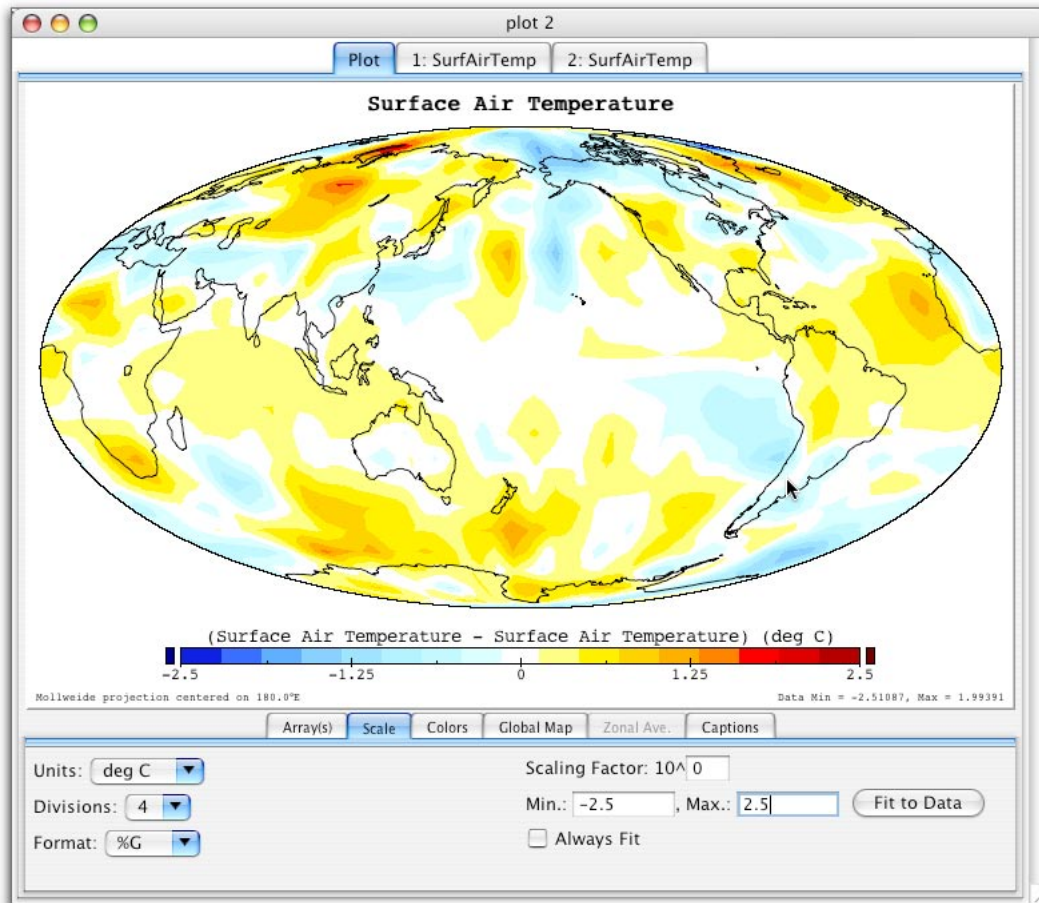 plot 2
Plot
1: SurfAirTemp
2: SurfAirTemp
Surface Air Temperature
(Surface Air Temperature - Surface Air Temperature) (deg C)
-2.5 -1.25 0 1.25 2.5
Mollweide projection centered on 180.0°E
Data Min = -2.51087, Max = 1.99391
Array(s)
Scale
Colors
Global Map
Zonal Ave.
Captions
Units: deg C
Scaling Factor: 10^ 0
Divisions: 4
Min.: -2.5 , Max.: 2.5
Fit to Data
Format: %G
Always Fit